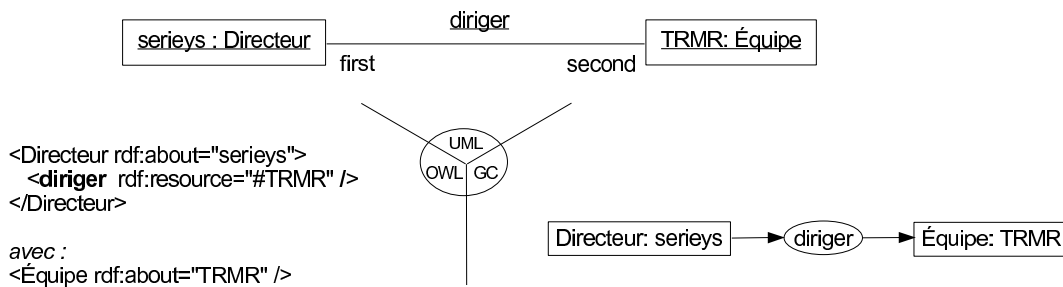 diriger
serieys : Directeur
TRMR: Équipe
first
second
UML
OWL
GC
<Directeur rdf:about="serieys">
<diriger rdf:resource="#TRMR" />
</Directeur>
avec :
<Équipe rdf:about="TRMR" />
Directeur: serieys
diriger
Équipe: TRMR